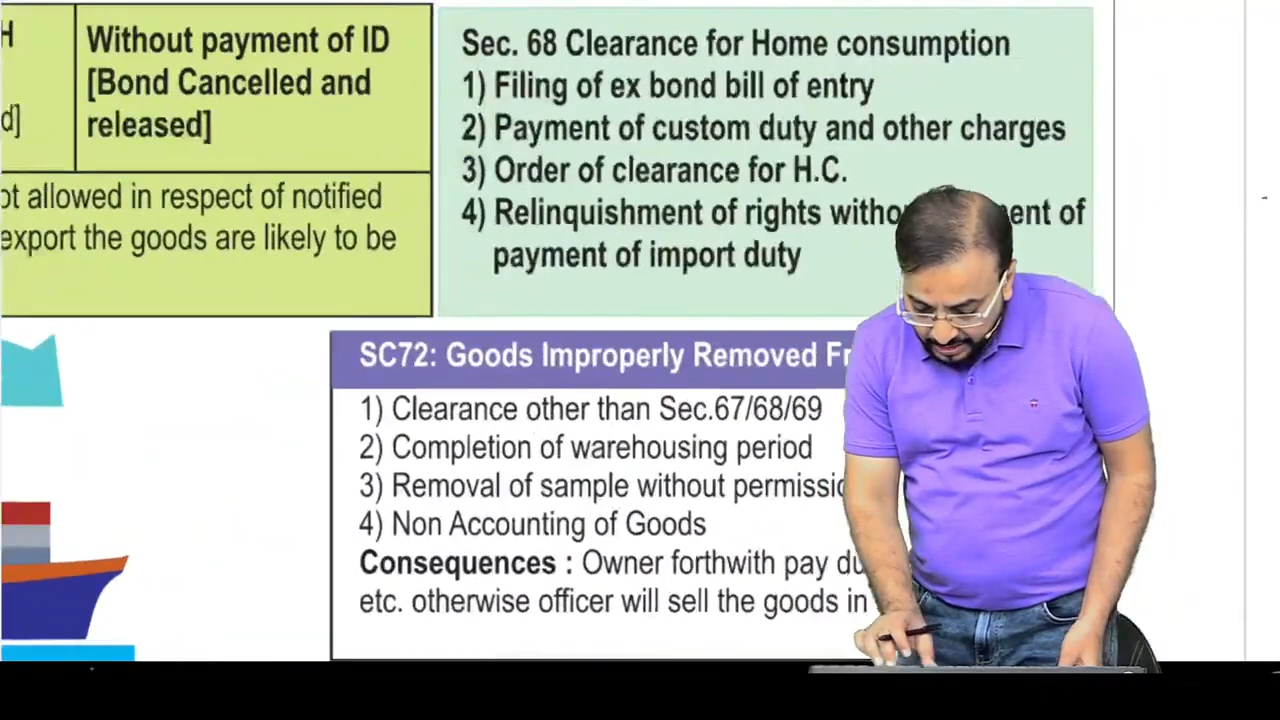 H
d]
Without payment of ID
[Bond Cancelled and
released]
ot allowed in respect of notified
export the goods are likely to be
Sec. 68 Clearance for Home consumption
1) Filing of ex bond bill of entry
2) Payment of custom duty and other charges
3) Order of clearance for H.C.
4) Relinquishment of rights witho ent of
payment of import duty
SC72: Goods Improperly Removed Fr
1) Clearance other than Sec.67/68/69
2) Completion of warehousing period
3) Removal of sample without permissio
4) Non Accounting of Goods
Consequences : Owner forthwith pay du
etc. otherwise officer will sell the goods in